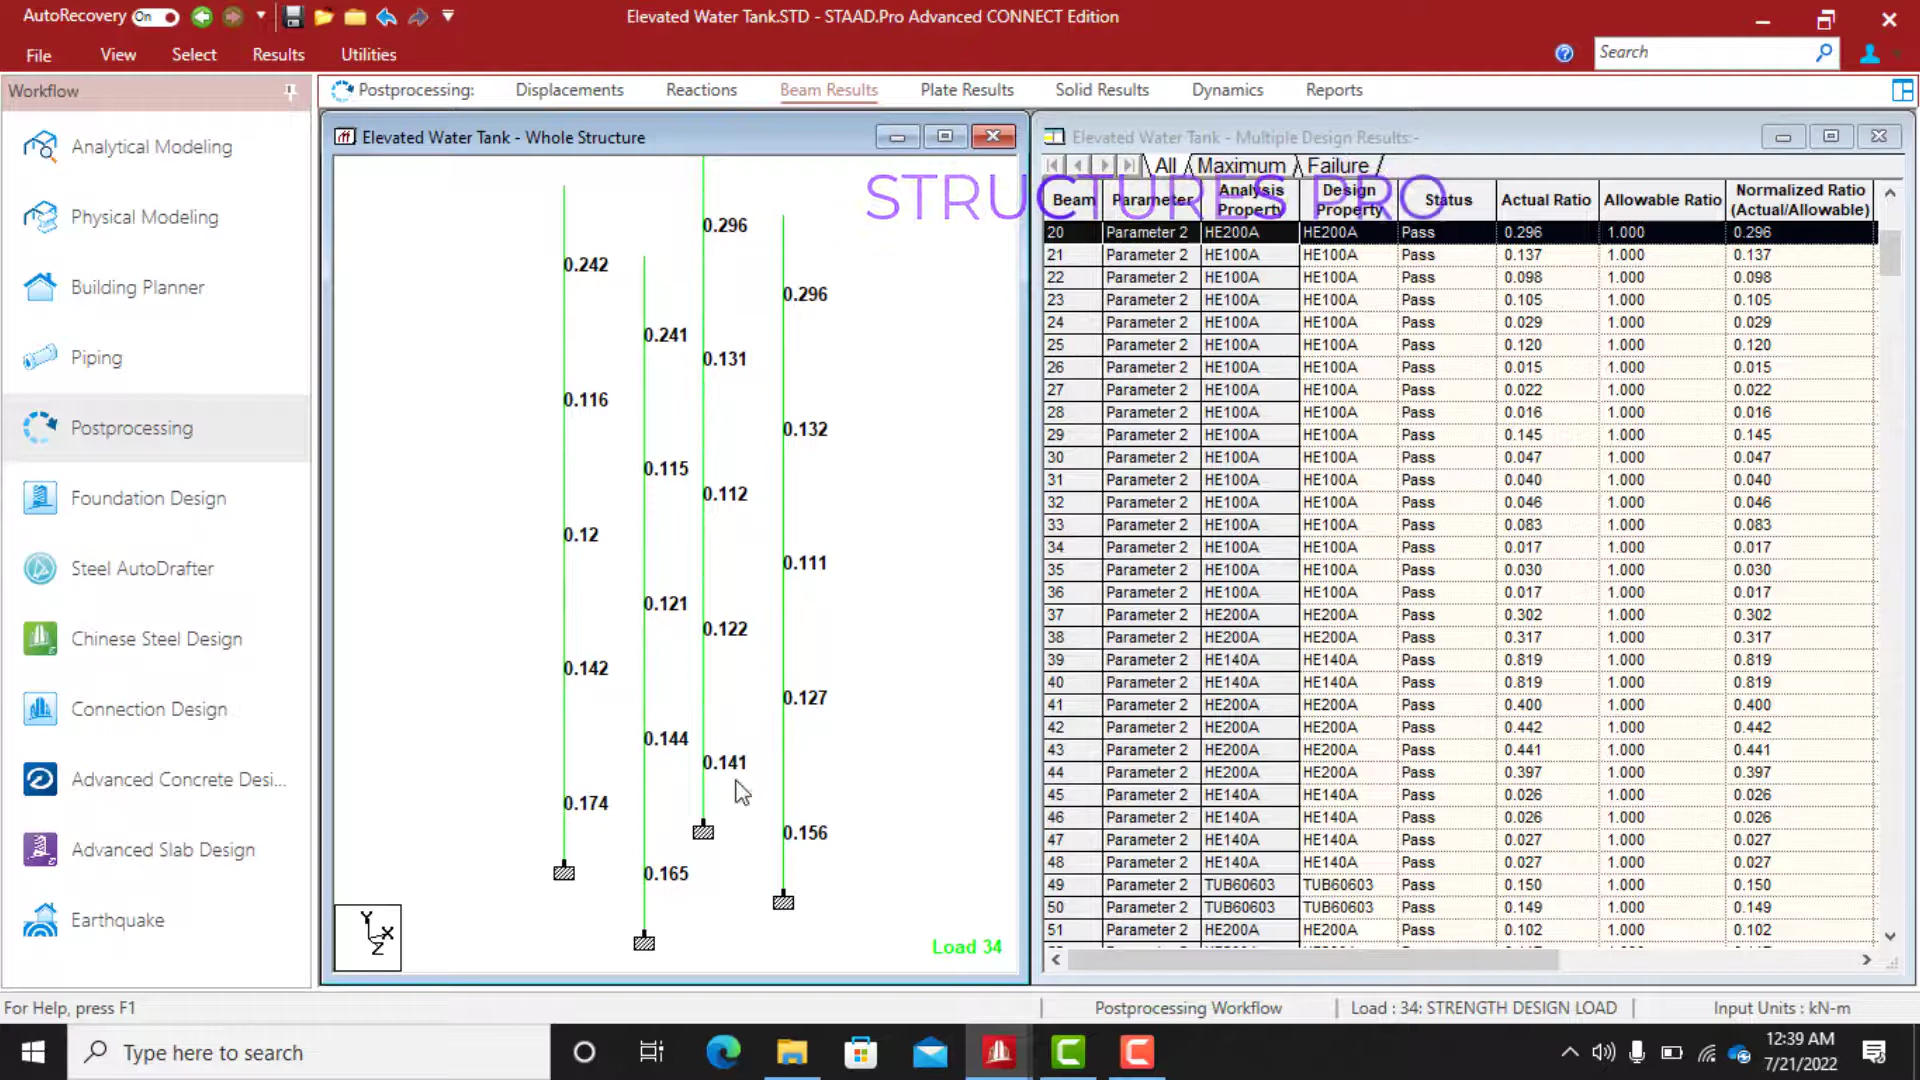 AutoRecovery On
Elevated Water Tank.STD - STAAD.Pro Advanced CONNECT Edition
File View Select Results Utilities
Search
Workflow
Analytical Modeling
Physical Modeling
Building Planner
Piping
Postprocessing
Foundation Design
Steel AutoDrafter
Chinese Steel Design
Connection Design
Advanced Concrete Desi...
Advanced Slab Design
Earthquake
Postprocessing: Displacements Reactions Beam Results Plate Results Solid Results Dynamics Reports
Elevated Water Tank - Whole Structure
0.296
0.242
0.296
0.241
0.131
0.116
0.132
0.115
0.112
0.12
0.111
0.121
0.122
0.142
0.127
0.144
0.141
0.174
0.156
0.165
Y
X
Z
Load 34
Elevated Water Tank - Multiple Design Results:-
All Maximum Failure
STRUCTURES PRO
Beam Parameter Analysis Property Design Property Status Actual Ratio Allowable Ratio Normalized Ratio (Actual/Allowable)
20 Parameter 2 HE200A HE200A Pass 0.296 1.000 0.296
21 Parameter 2 HE100A HE100A Pass 0.137 1.000 0.137
22 Parameter 2 HE100A HE100A Pass 0.098 1.000 0.098
23 Parameter 2 HE100A HE100A Pass 0.105 1.000 0.105
24 Parameter 2 HE100A HE100A Pass 0.029 1.000 0.029
25 Parameter 2 HE100A HE100A Pass 0.120 1.000 0.120
26 Parameter 2 HE100A HE100A Pass 0.015 1.000 0.015
27 Parameter 2 HE100A HE100A Pass 0.022 1.000 0.022
28 Parameter 2 HE100A HE100A Pass 0.016 1.000 0.016
29 Parameter 2 HE100A HE100A Pass 0.145 1.000 0.145
30 Parameter 2 HE100A HE100A Pass 0.047 1.000 0.047
31 Parameter 2 HE100A HE100A Pass 0.040 1.000 0.040
32 Parameter 2 HE100A HE100A Pass 0.046 1.000 0.046
33 Parameter 2 HE100A HE100A Pass 0.083 1.000 0.083
34 Parameter 2 HE100A HE100A Pass 0.017 1.000 0.017
35 Parameter 2 HE100A HE100A Pass 0.030 1.000 0.030
36 Parameter 2 HE100A HE100A Pass 0.017 1.000 0.017
37 Parameter 2 HE200A HE200A Pass 0.302 1.000 0.302
38 Parameter 2 HE200A HE200A Pass 0.317 1.000 0.317
39 Parameter 2 HE140A HE140A Pass 0.819 1.000 0.819
40 Parameter 2 HE140A HE140A Pass 0.819 1.000 0.819
41 Parameter 2 HE200A HE200A Pass 0.400 1.000 0.400
42 Parameter 2 HE200A HE200A Pass 0.442 1.000 0.442
43 Parameter 2 HE200A HE200A Pass 0.441 1.000 0.441
44 Parameter 2 HE200A HE200A Pass 0.397 1.000 0.397
45 Parameter 2 HE140A HE140A Pass 0.026 1.000 0.026
46 Parameter 2 HE140A HE140A Pass 0.026 1.000 0.026
47 Parameter 2 HE140A HE140A Pass 0.027 1.000 0.027
48 Parameter 2 HE140A HE140A Pass 0.027 1.000 0.027
49 Parameter 2 TUB60603 TUB60603 Pass 0.150 1.000 0.150
50 Parameter 2 TUB60603 TUB60603 Pass 0.149 1.000 0.149
51 Parameter 2 HE200A HE200A Pass 0.102 1.000 0.102
For Help, press F1
Postprocessing Workflow
Load : 34: STRENGTH DESIGN LOAD
Input Units : kN-m
Type here to search
12:39 AM
7/21/2022